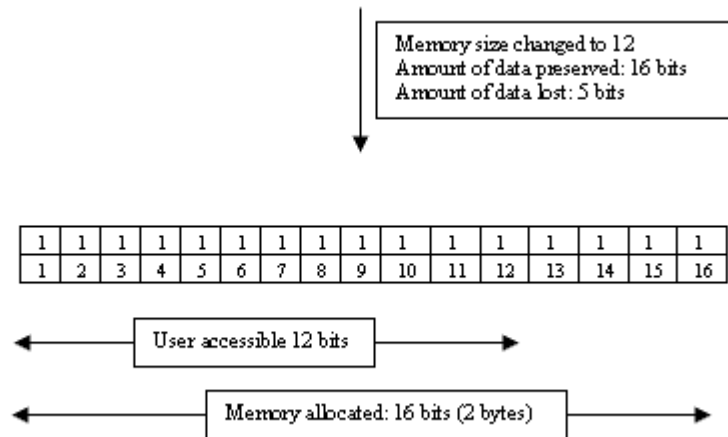 Memory size changed to 12
Amount of data preserved: 16 bits
Amount of data lost: 5 bits
1 1 1 1 1 1 1 1 1 1 1 1 1 1 1 1
1 2 3 4 5 6 7 8 9 10 11 12 13 14 15 16
User accessible 12 bits
Memory allocated: 16 bits (2 bytes)